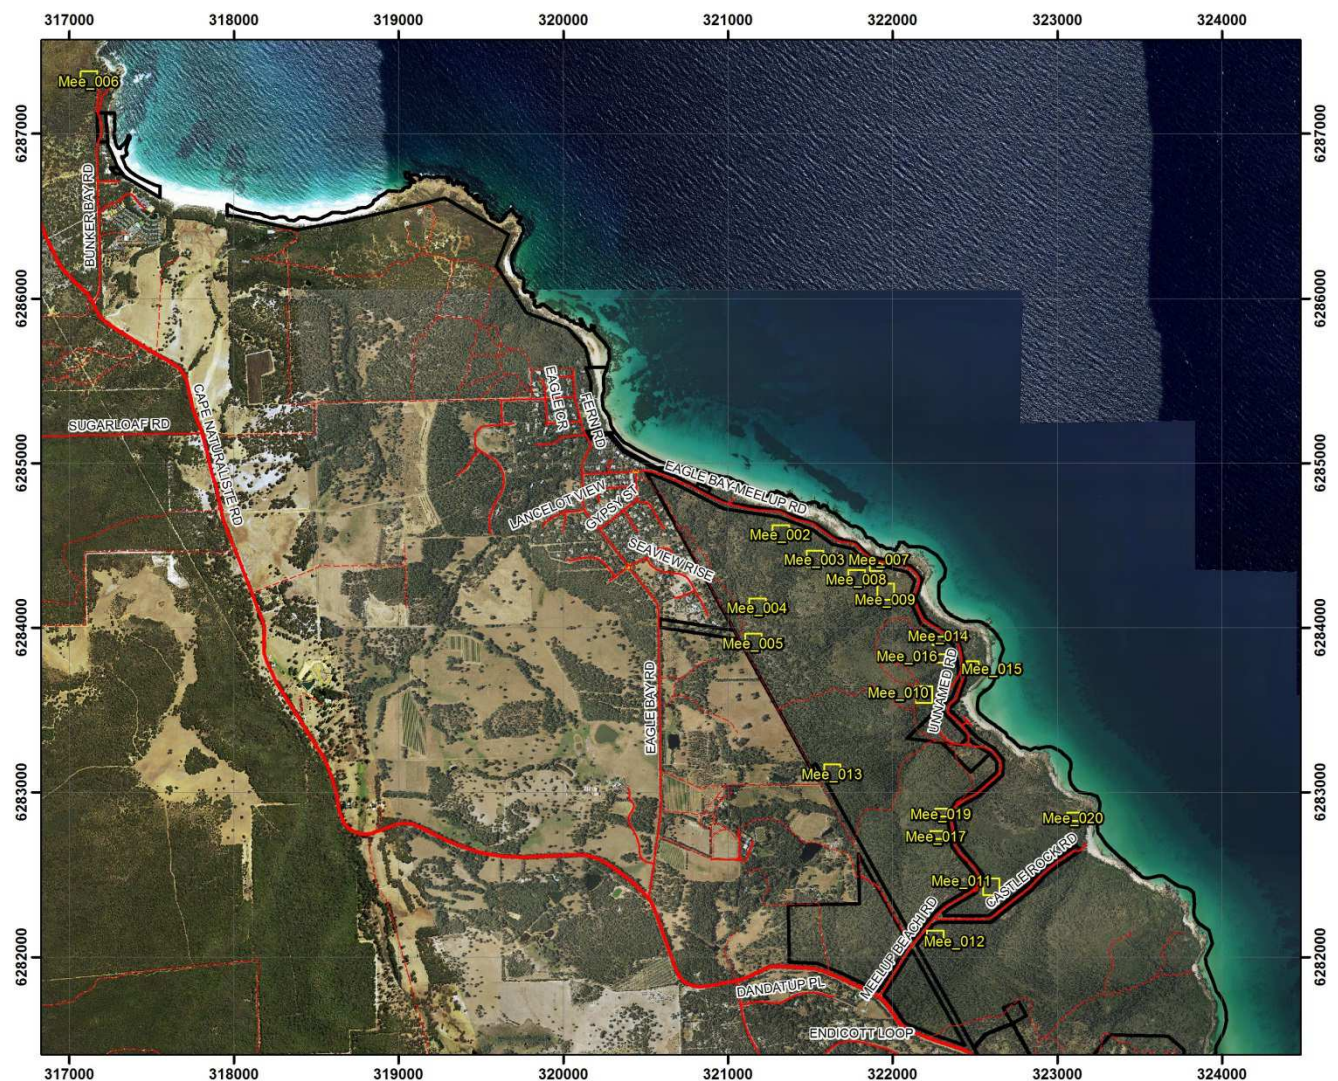 317000
318000
319000
320000
321000
322000
323000
324000
Mee_006
6287000
6287000
BUNKER BAY RD
6286000
6286000
EAGLE CR
FERN RD
CAPE NATURALISTE RD
SUGARLOAF RD
6285000
6285000
EAGLE BAY-MEELUP RD
LANCELOT VIEW
GYPSY ST
Mee_002
SEAVIEW RISE
Mee_003
Mee_007
Mee_008
Mee_009
Mee_004
6284000
6284000
Mee_005
Mee_014
Mee_016
Mee_015
UNNAMED RD
Mee_010
EAGLE BAY RD
Mee_013
6283000
6283000
Mee_019
Mee_020
Mee_017
CASTLE ROCK RD
Mee_011
MEELUP BEACH RD
Mee_012
6282000
6282000
DANDATUP PL
ENDICOTT LOOP
317000
318000
319000
320000
321000
322000
323000
324000